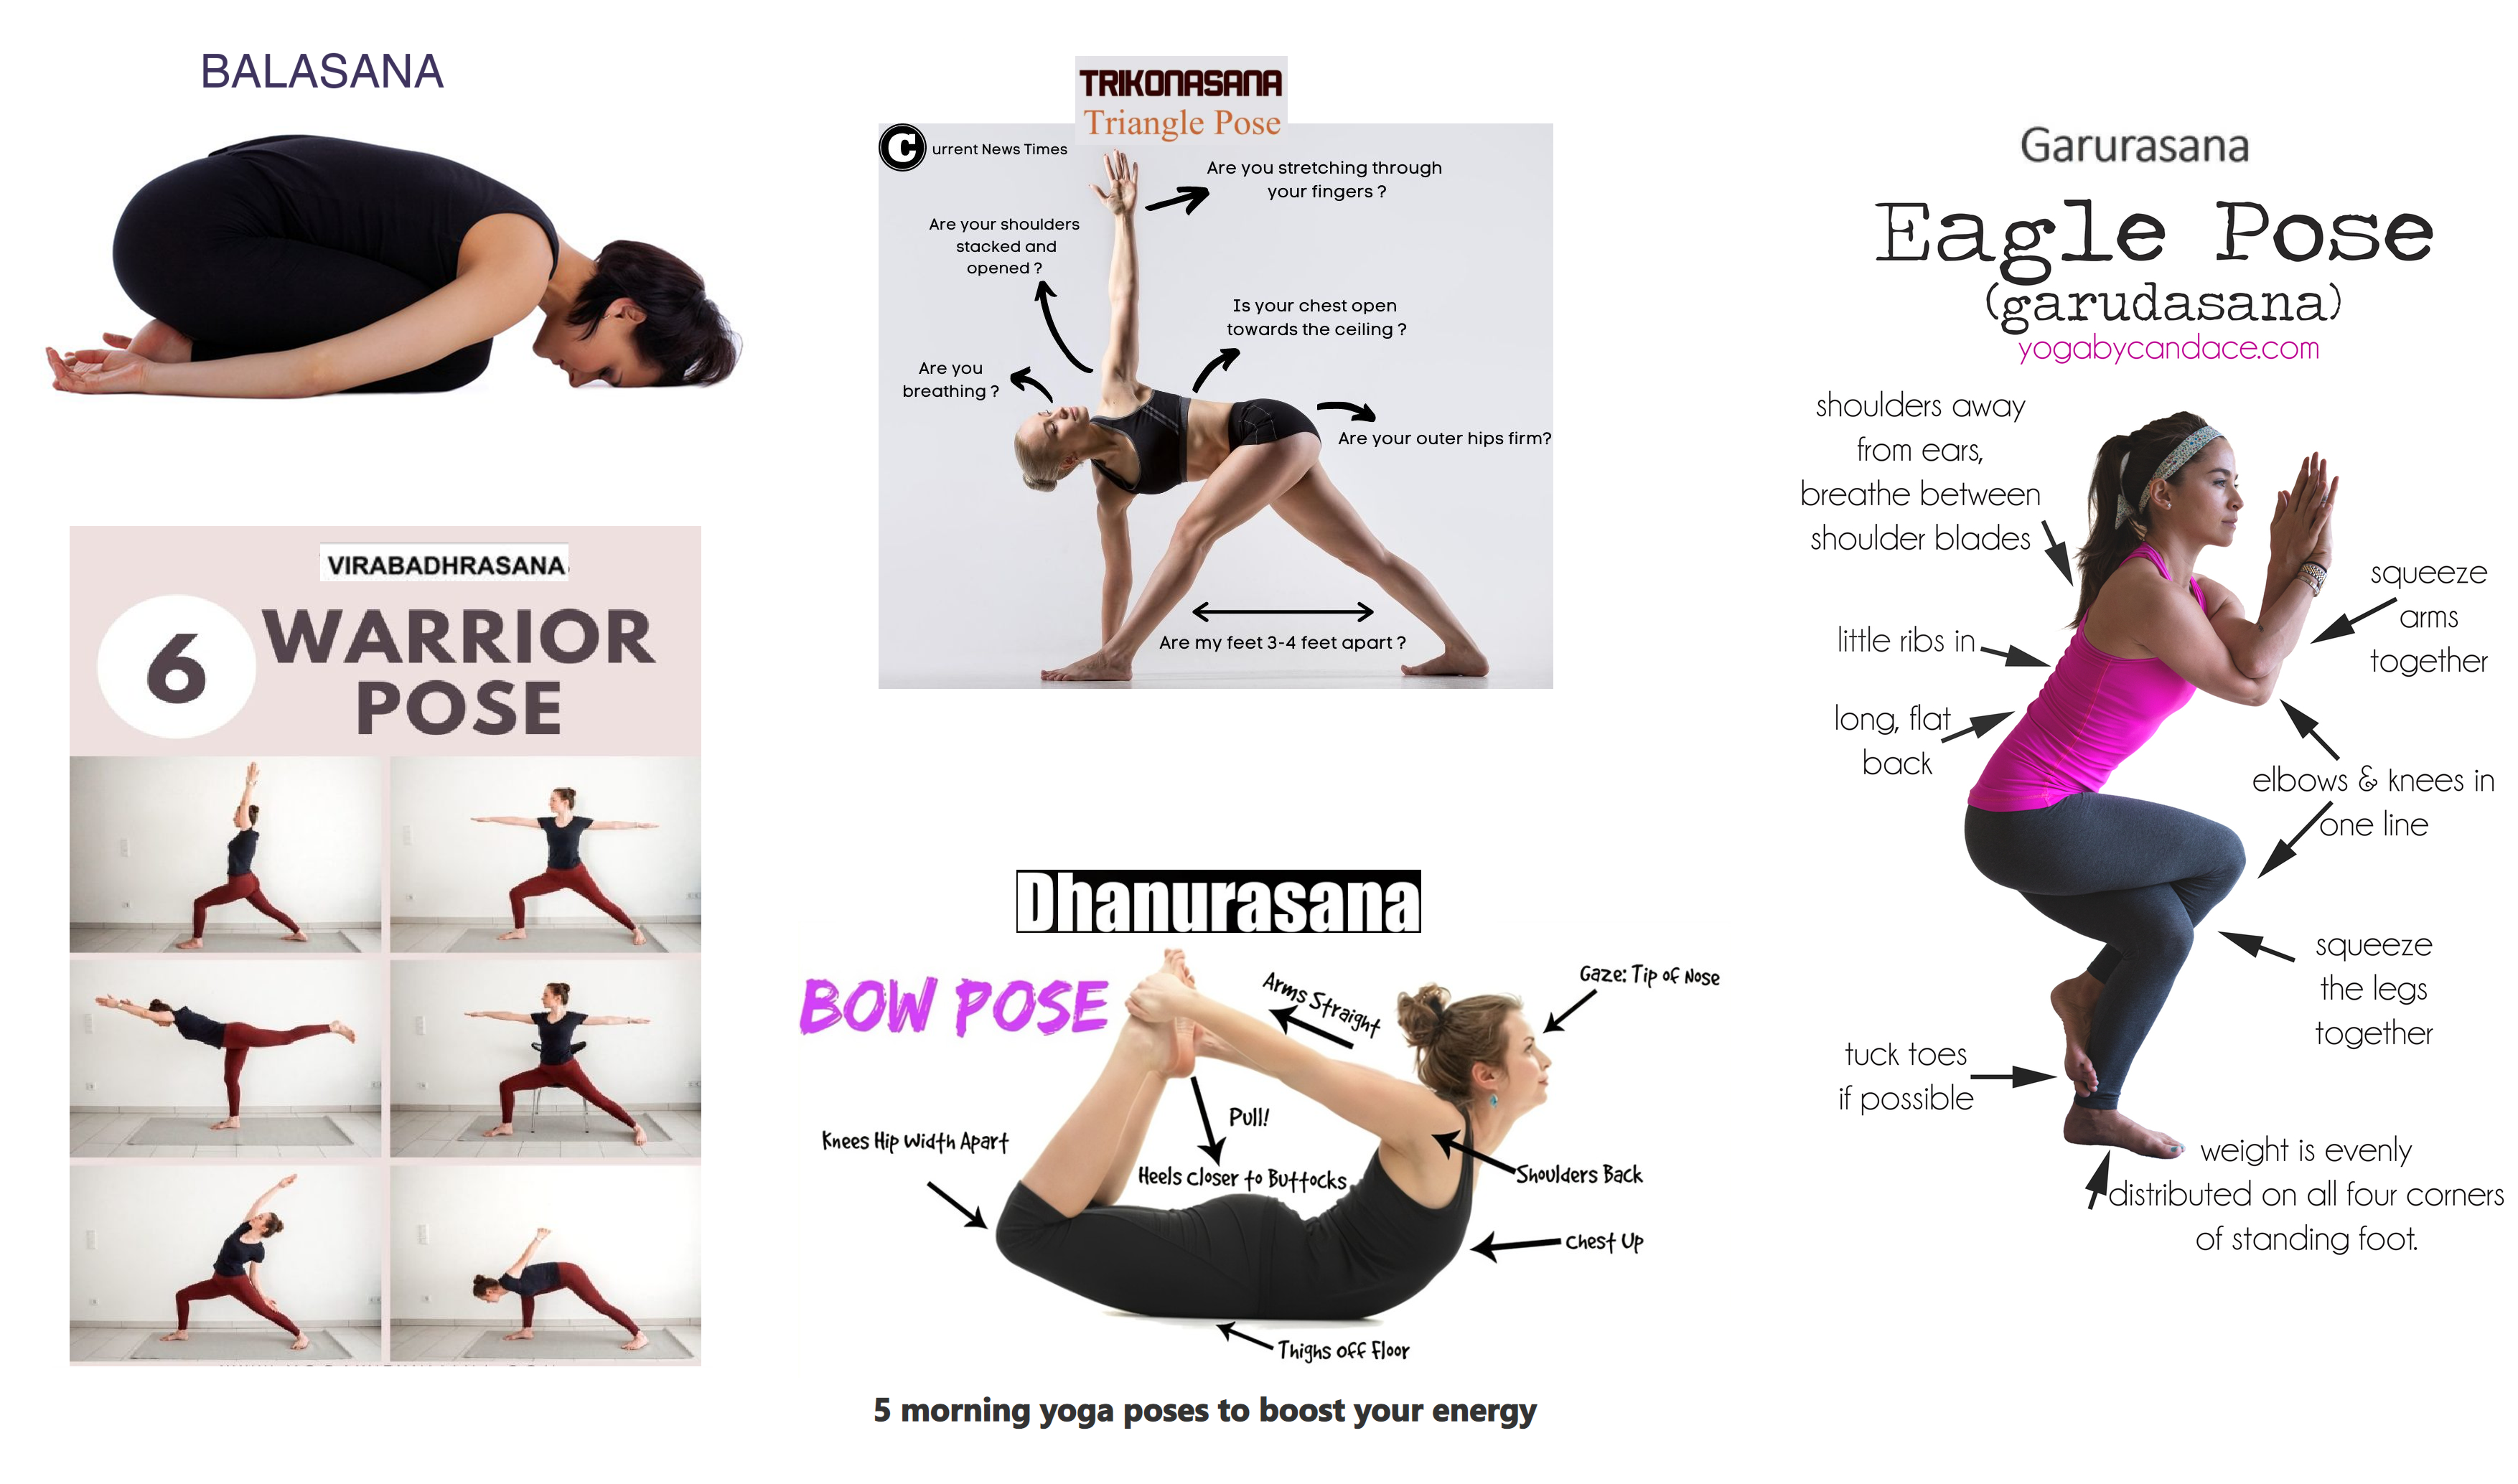 BALASANA
TRIKONASANA
Triangle Pose
C urrent News Times
Are you stretching through
your fingers ?
Are your shoulders
stacked and
opened ?
Is your chest open
towards the ceiling ?
Are you
breathing ?
Are your outer hips firm?
Are my feet 3-4 feet apart ?
Garurasana
Eagle Pose
(garudasana)
yogabycandace.com
shoulders away
from ears,
breathe between
shoulder blades
squeeze
arms
together
little ribs in
long, flat
back
elbows & knees in
one line
squeeze
the legs
together
tuck toes
if possible
weight is evenly
distributed on all four corners
of standing foot.
VIRABADHRASANA
6 WARRIOR
POSE
Dhanurasana
BOW POSE
Arms Straight
Gaze: Tip of Nose
Pull!
Knees Hip Width Apart
Heels Closer to Buttocks
Shoulders Back
Chest Up
Thighs off Floor
5 morning yoga poses to boost your energy